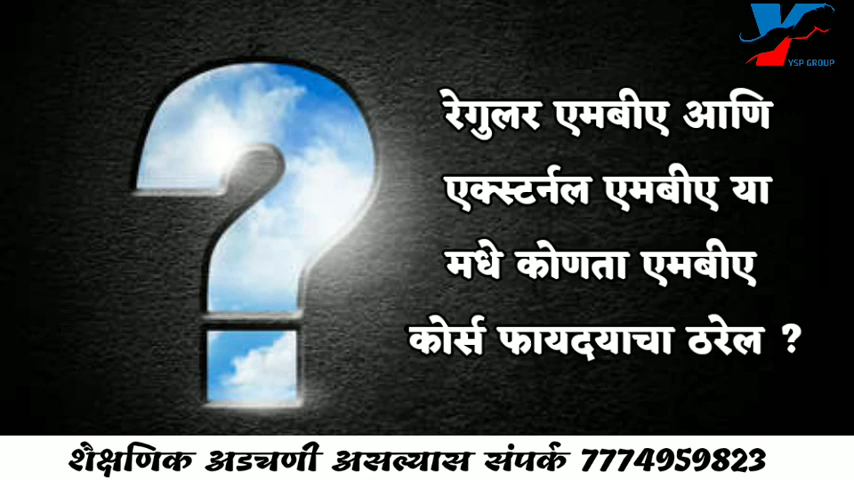 YSP GROUP
रेगुलर एमबीए आणि
एक्स्टर्नल एमबीए या
मधे कोणता एमबीए
कोर्स फायदयाचा ठरेल ?
शैक्षणिक अडचणी असल्यास संपर्क 7774959823